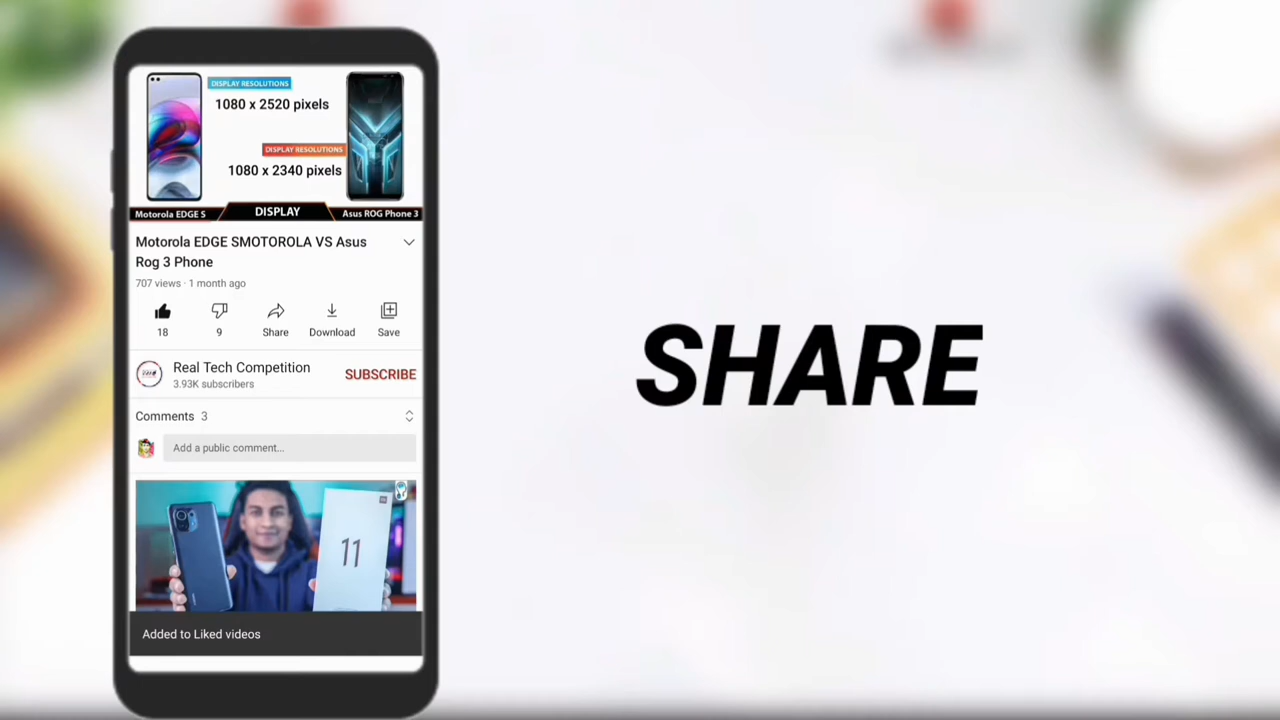 DISPLAY RESOLUTIONS
1080 x 2520 pixels
DISPLAY RESOLUTIONS
1080 x 2340 pixels
Motorola EDGE S
DISPLAY
Asus ROG Phone 3
Motorola EDGE SMOTOROLA VS Asus
Rog 3 Phone
707 views · 1 month ago
18
9
Share
Download
Save
Real Tech Competition
3.93K subscribers
SUBSCRIBE
Comments 3
Add a public comment...
11
Added to Liked videos
SHARE